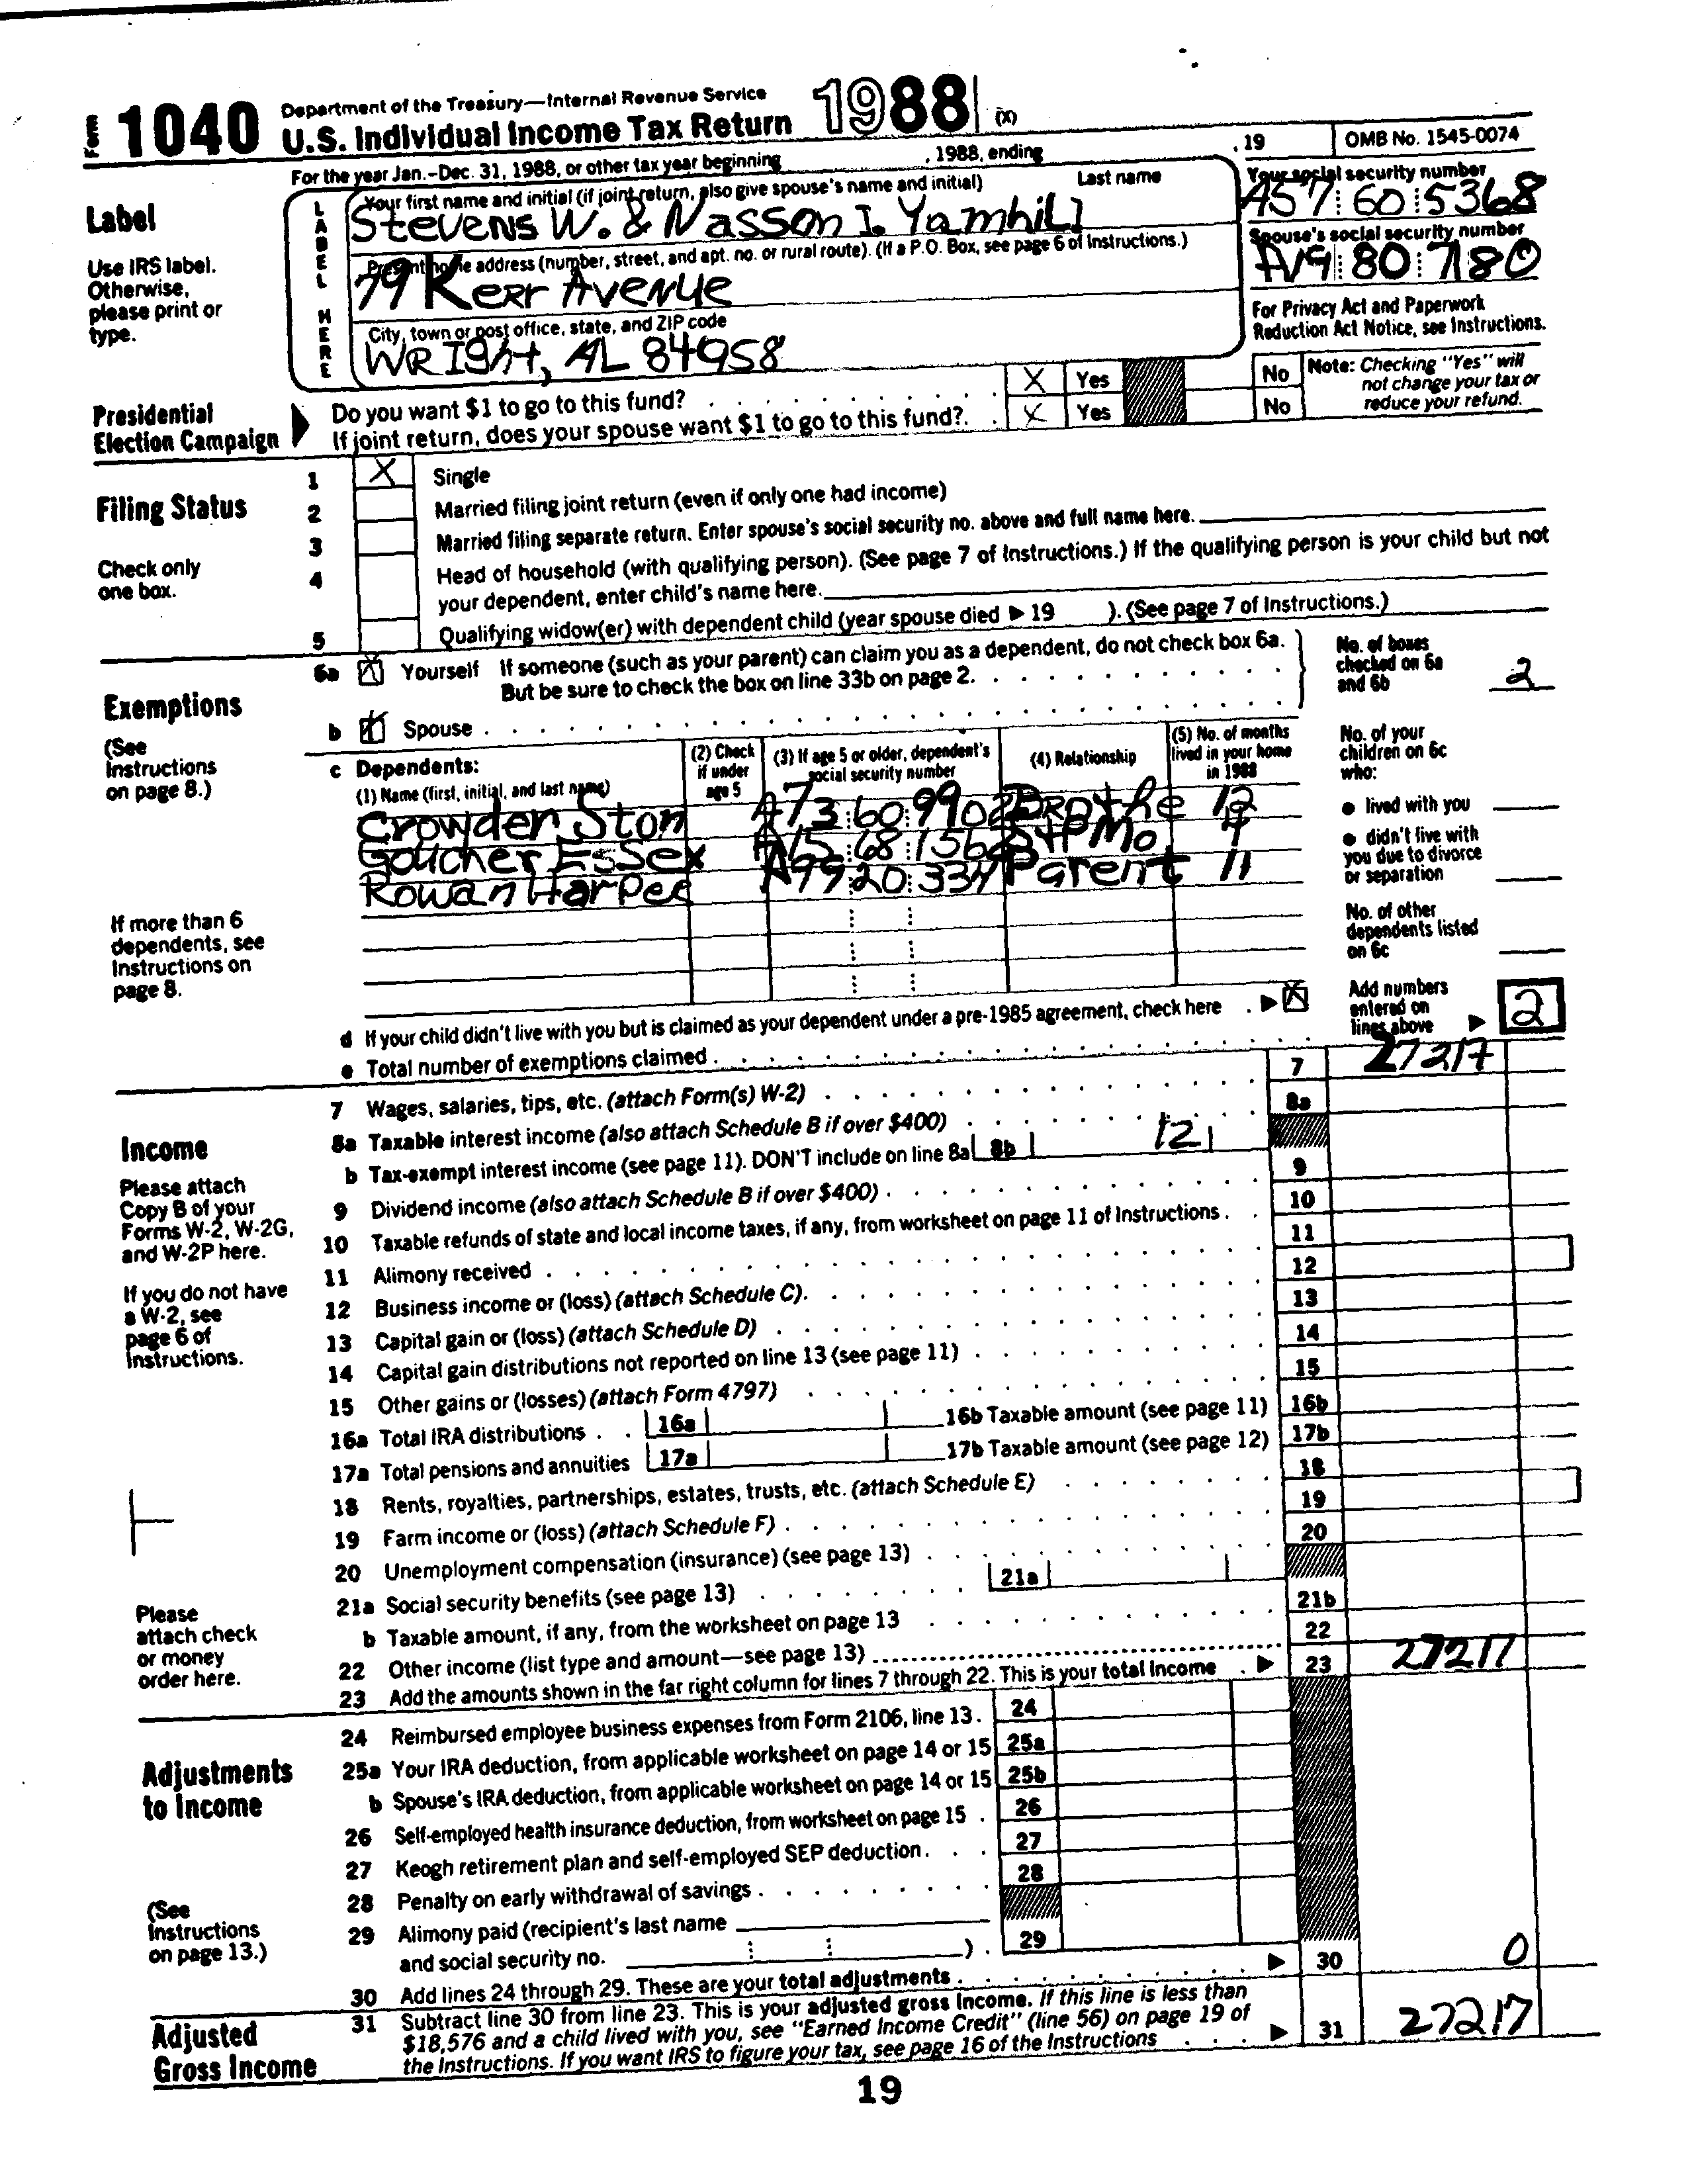 Form 1040 Department of the Treasury—Internal Revenue Service
U.S. Individual Income Tax Return 1988 (X)
For the year Jan.–Dec. 31, 1988, or other tax year beginning , 1988, ending , 19 OMB No. 1545-0074
Label
Use IRS label. Otherwise, please print or type.
LABEL HERE
Your first name and initial (if joint return, also give spouse's name and initial) Last name
Stevens W. & Nasson I. Yamhill
Your social security number
A57 60 5368
Present home address (number, street, and apt. no. or rural route). (If a P.O. Box, see page 6 of Instructions.)
79 Kerr Avenue
Spouse's social security number
80 7180
City, town or post office, state, and ZIP code
Wright, AL 84958
For Privacy Act and Paperwork Reduction Act Notice, see Instructions.
Presidential Election Campaign
Do you want $1 to go to this fund? X Yes No
If joint return, does your spouse want $1 to go to this fund? X Yes No
Note: Checking "Yes" will not change your tax or reduce your refund.
Filing Status
Check only one box.
1 X Single
2 Married filing joint return (even if only one had income)
3 Married filing separate return. Enter spouse's social security no. above and full name here.
4 Head of household (with qualifying person). (See page 7 of Instructions.) If the qualifying person is your child but not
your dependent, enter child's name here.
5 Qualifying widow(er) with dependent child (year spouse died ▶ 19 ). (See page 7 of Instructions.)
Exemptions
(See Instructions on page 8.)
6a X Yourself If someone (such as your parent) can claim you as a dependent, do not check box 6a.
But be sure to check the box on line 33b on page 2.
b X Spouse
No. of boxes checked on 6a and 6b 2
c Dependents:
(1) Name (first, initial, and last name)
(2) Check if under age 5
(3) If age 5 or older, dependent's social security number
(4) Relationship
(5) No. of months lived in your home in 1988
Crowder Ston A73 60 9902 Brothe 12
Goucher Essex A15 68 1562 StPMo 4
Rowan Harper A99 20 334 Parent 11
If more than 6 dependents, see Instructions on page 8.
No. of your children on 6c who:
● lived with you
● didn't live with you due to divorce or separation
No. of other dependents listed on 6c
d If your child didn't live with you but is claimed as your dependent under a pre-1985 agreement, check here ▶ X
e Total number of exemptions claimed
Add numbers entered on lines above ▶ 2
Income
Please attach Copy B of your Forms W-2, W-2G, and W-2P here.
If you do not have a W-2, see page 6 of Instructions.
Please attach check or money order here.
7 Wages, salaries, tips, etc. (attach Form(s) W-2) 7 27217
8a Taxable interest income (also attach Schedule B if over $400) 8a
b Tax-exempt interest income (see page 11). DON'T include on line 8a 8b 121
9 Dividend income (also attach Schedule B if over $400) 9
10 Taxable refunds of state and local income taxes, if any, from worksheet on page 11 of Instructions 10
11 Alimony received 11
12 Business income or (loss) (attach Schedule C) 12
13 Capital gain or (loss) (attach Schedule D) 13
14 Capital gain distributions not reported on line 13 (see page 11) 14
15 Other gains or (losses) (attach Form 4797) 15
16a Total IRA distributions 16a 16b Taxable amount (see page 11) 16b
17a Total pensions and annuities 17a 17b Taxable amount (see page 12) 17b
18 Rents, royalties, partnerships, estates, trusts, etc. (attach Schedule E) 18
19 Farm income or (loss) (attach Schedule F) 19
20 Unemployment compensation (insurance) (see page 13) 20
21a Social security benefits (see page 13) 21a
b Taxable amount, if any, from the worksheet on page 13 21b
22 Other income (list type and amount—see page 13) 22
23 Add the amounts shown in the far right column for lines 7 through 22. This is your total income ▶ 23 27217
Adjustments to Income
(See Instructions on page 13.)
24 Reimbursed employee business expenses from Form 2106, line 13 24
25a Your IRA deduction, from applicable worksheet on page 14 or 15 25a
b Spouse's IRA deduction, from applicable worksheet on page 14 or 15 25b
26 Self-employed health insurance deduction, from worksheet on page 15 26
27 Keogh retirement plan and self-employed SEP deduction 27
28 Penalty on early withdrawal of savings 28
29 Alimony paid (recipient's last name
and social security no. ) 29
30 Add lines 24 through 29. These are your total adjustments ▶ 30 0
Adjusted Gross Income
31 Subtract line 30 from line 23. This is your adjusted gross income. If this line is less than
$18,576 and a child lived with you, see "Earned Income Credit" (line 56) on page 19 of
the Instructions. If you want IRS to figure your tax, see page 16 of the Instructions ▶ 31 27217
19